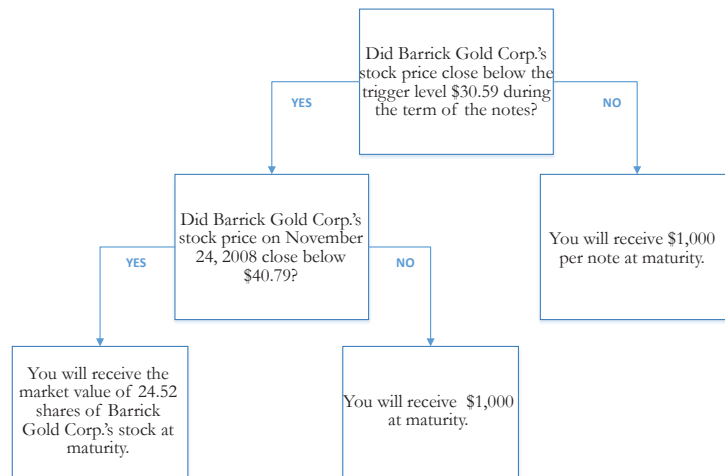 Did Barrick Gold Corp.'s
stock price close below the
trigger level $30.59 during
the term of the notes?
YES
NO
Did Barrick Gold Corp.'s
stock price on November
24, 2008 close below
$40.79?
You will receive $1,000
per note at maturity.
YES
NO
You will receive the
market value of 24.52
shares of Barrick
Gold Corp.'s stock at
maturity.
You will receive $1,000
at maturity.